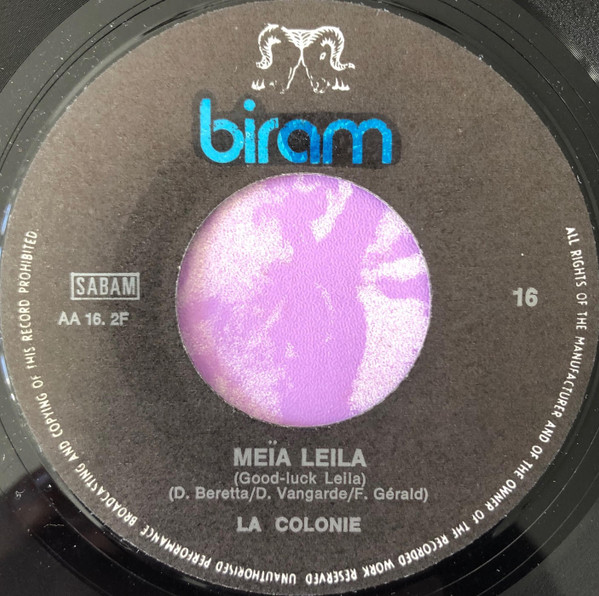 biram
SABAM
AA 16. 2F
16
MEÏA LEILA
(Good-luck Leila)
(D. Beretta/D. Vangarde/F. Gérald)
LA COLONIE
ALL RIGHTS OF THE MANUFACTURER AND OF THE OWNER OF THE RECORDED WORK RESERVED UNAUTHORISED PERFORMANCE BROADCASTING AND COPYING OF THIS RECORD PROHIBITED.